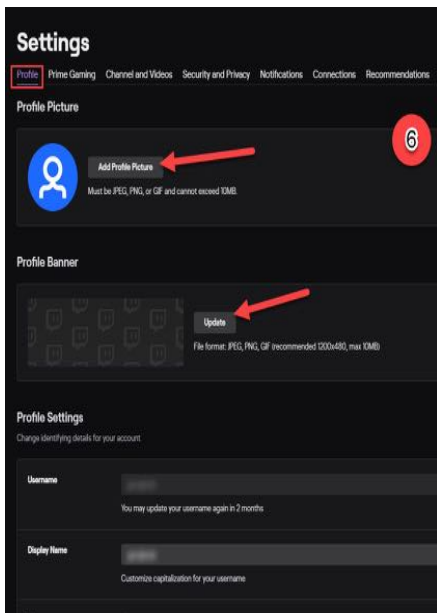 Settings
Profile Prime Gaming Channel and Videos Security and Privacy Notifications Connections Recommendations
Profile Picture
6
Add Profile Picture
Must be JPEG, PNG, or GIF and cannot exceed 10MB.
Profile Banner
Update
File format: JPEG, PNG, GIF (recommended 1200x480, max 10MB)
Profile Settings
Change identifying details for your account
Username
You may update your username again in 2 months
Display Name
Customize capitalization for your username